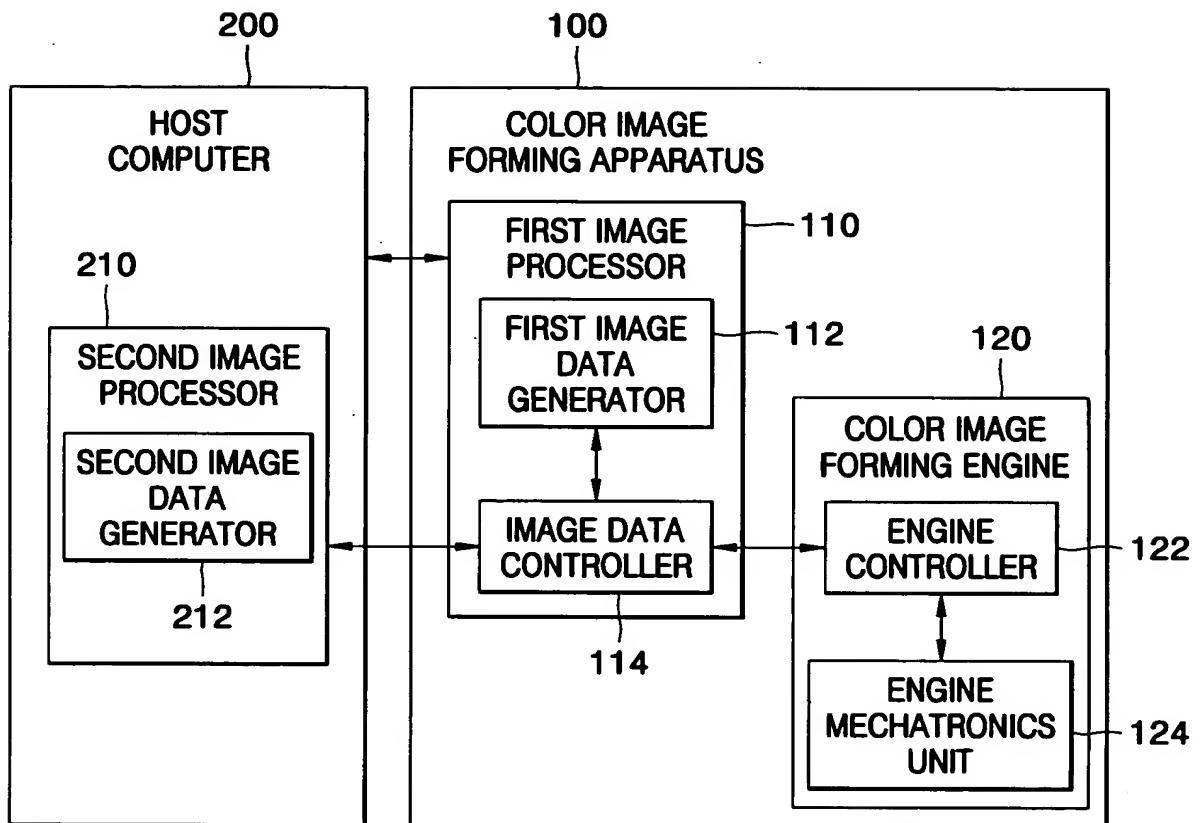 200
100
HOST
COMPUTER
COLOR IMAGE
FORMING APPARATUS
FIRST IMAGE
PROCESSOR
110
210
FIRST IMAGE
DATA
GENERATOR
112
120
SECOND IMAGE
PROCESSOR
COLOR IMAGE
FORMING ENGINE
SECOND IMAGE
DATA
GENERATOR
IMAGE DATA
CONTROLLER
ENGINE
CONTROLLER
122
212
114
ENGINE
MECHATRONICS
UNIT
124